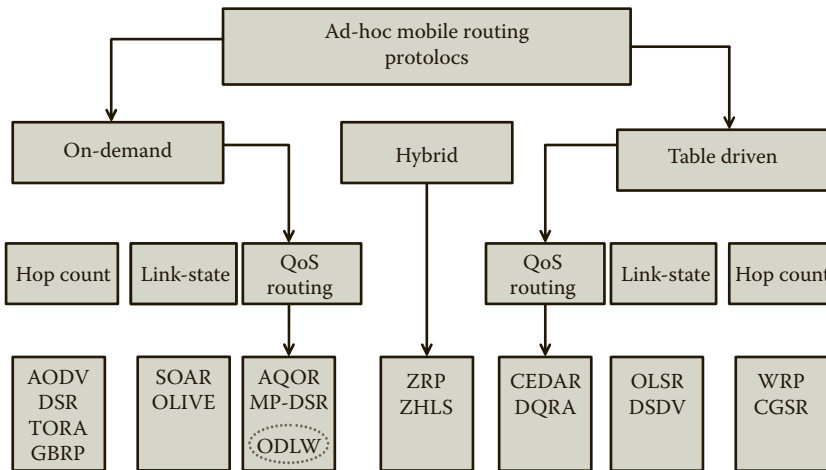 Ad-hoc mobile routing
protolocs
On-demand
Hybrid
Table driven
Hop count
Link-state
QoS
routing
QoS
routing
Link-state
Hop count
AODV
DSR
TORA
GBRP
SOAR
OLIVE
AQOR
MP-DSR
ODLW
ZRP
ZHLS
CEDAR
DQRA
OLSR
DSDV
WRP
CGSR